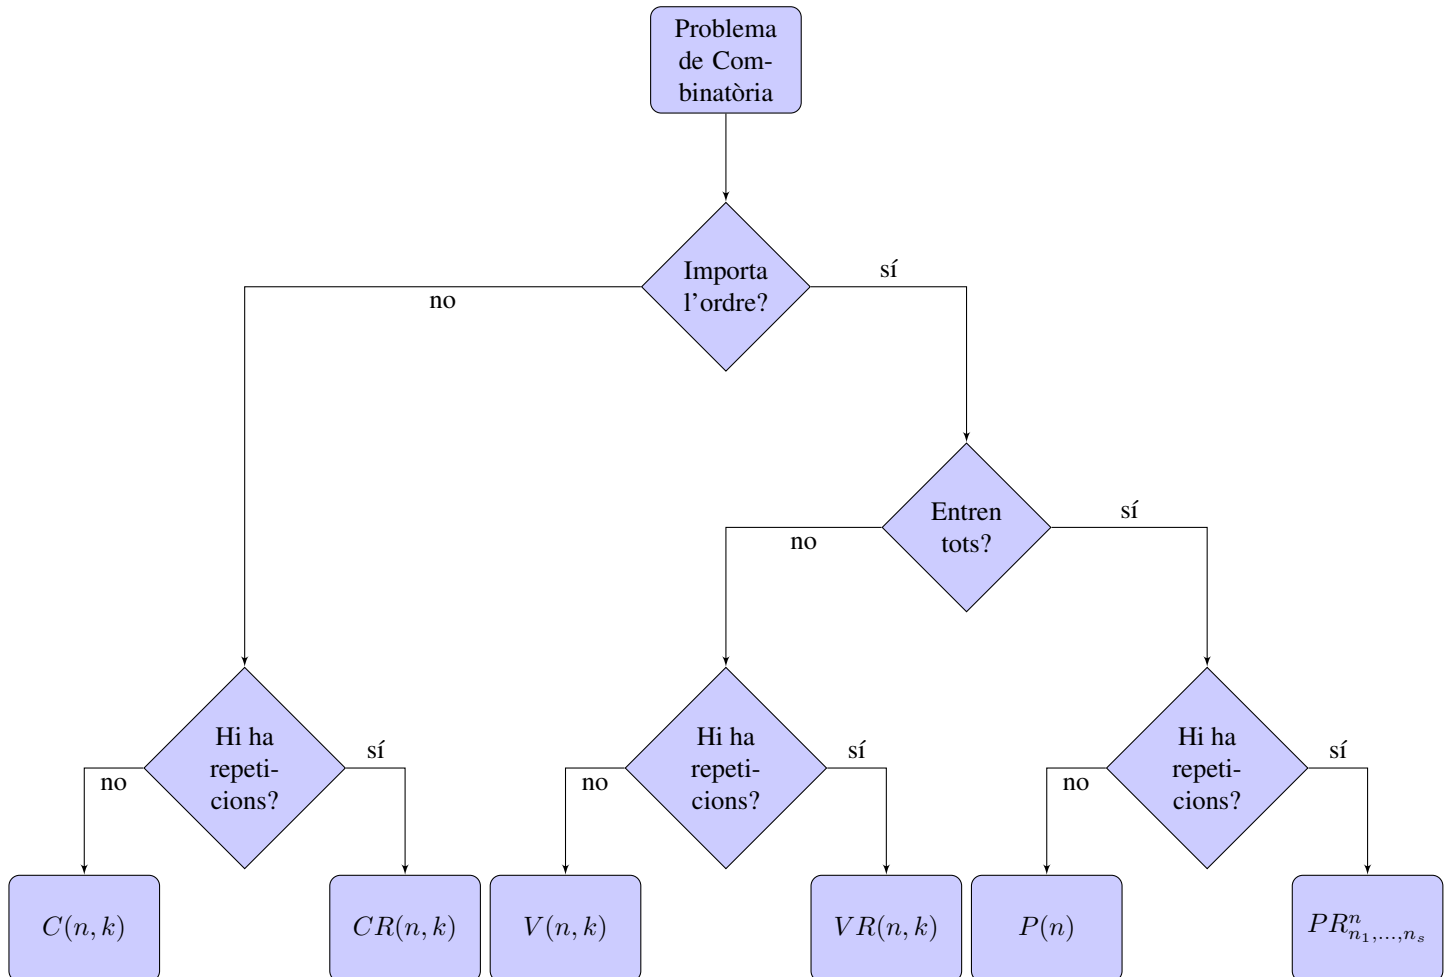 Problema
de Com-
binatòria
Importa
l'ordre?
no
sí
Entren
tots?
no
sí
Hi ha
repeti-
cions?
no
sí
Hi ha
repeti-
cions?
no
sí
Hi ha
repeti-
cions?
no
sí
C(n, k)
CR(n, k)
V(n, k)
VR(n, k)
P(n)
PR^n_{n_1,...,n_s}